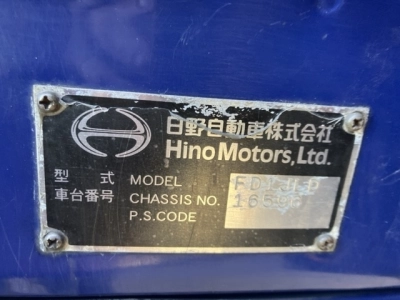 日野自動車株式会社
Hino Motors, Ltd.
型式 MODEL
車台番号 CHASSIS NO.
P.S.CODE